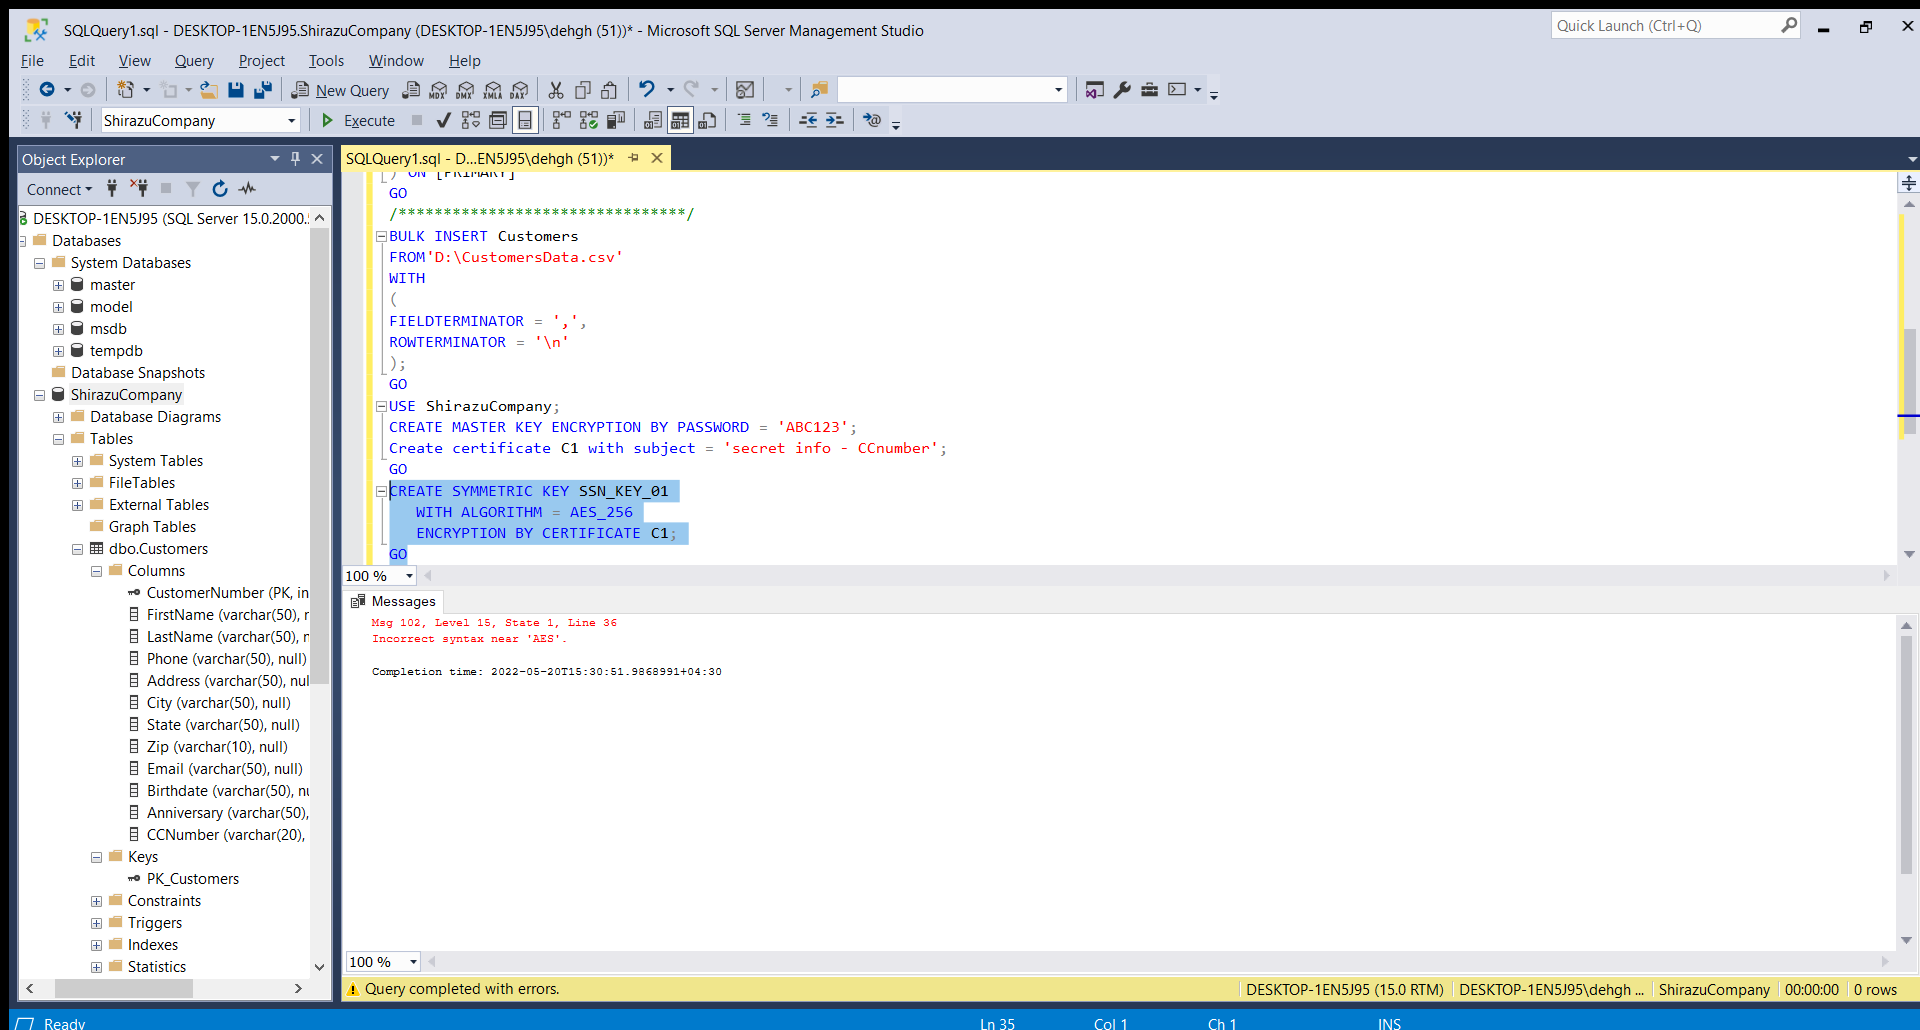 SQLQuery1.sql - DESKTOP-1EN5J95.ShirazuCompany (DESKTOP-1EN5J95\dehgh (51))* - Microsoft SQL Server Management Studio
Quick Launch (Ctrl+Q)
File Edit View Query Project Tools Window Help
New Query
MDX DMX XMLA DAX
ShirazuCompany
Execute
Object Explorer
Connect
DESKTOP-1EN5J95 (SQL Server 15.0.2000.
Databases
System Databases
master
model
msdb
tempdb
Database Snapshots
ShirazuCompany
Database Diagrams
Tables
System Tables
FileTables
External Tables
Graph Tables
dbo.Customers
Columns
CustomerNumber (PK, in
FirstName (varchar(50), 
LastName (varchar(50), 
Phone (varchar(50), null)
Address (varchar(50), nul
City (varchar(50), null)
State (varchar(50), null)
Zip (varchar(10), null)
Email (varchar(50), null)
Birthdate (varchar(50), nu
Anniversary (varchar(50),
CCNumber (varchar(20),
Keys
PK_Customers
Constraints
Triggers
Indexes
Statistics
SQLQuery1.sql - D...EN5J95\dehgh (51))*
) ON [PRIMARY]
GO
/********************************/
BULK INSERT Customers
FROM'D:\CustomersData.csv'
WITH
(
FIELDTERMINATOR = ',',
ROWTERMINATOR = '\n'
);
GO
USE ShirazuCompany;
CREATE MASTER KEY ENCRYPTION BY PASSWORD = 'ABC123';
Create certificate C1 with subject = 'secret info - CCnumber';
GO
CREATE SYMMETRIC KEY SSN_KEY_01
WITH ALGORITHM = AES_256
ENCRYPTION BY CERTIFICATE C1;
GO
100 %
Messages
Msg 102, Level 15, State 1, Line 36
Incorrect syntax near 'AES'.
Completion time: 2022-05-20T15:30:51.9868991+04:30
100 %
Query completed with errors.
DESKTOP-1EN5J95 (15.0 RTM) DESKTOP-1EN5J95\dehgh ... ShirazuCompany 00:00:00 0 rows
Ready Ln 35 Col 1 Ch 1 INS